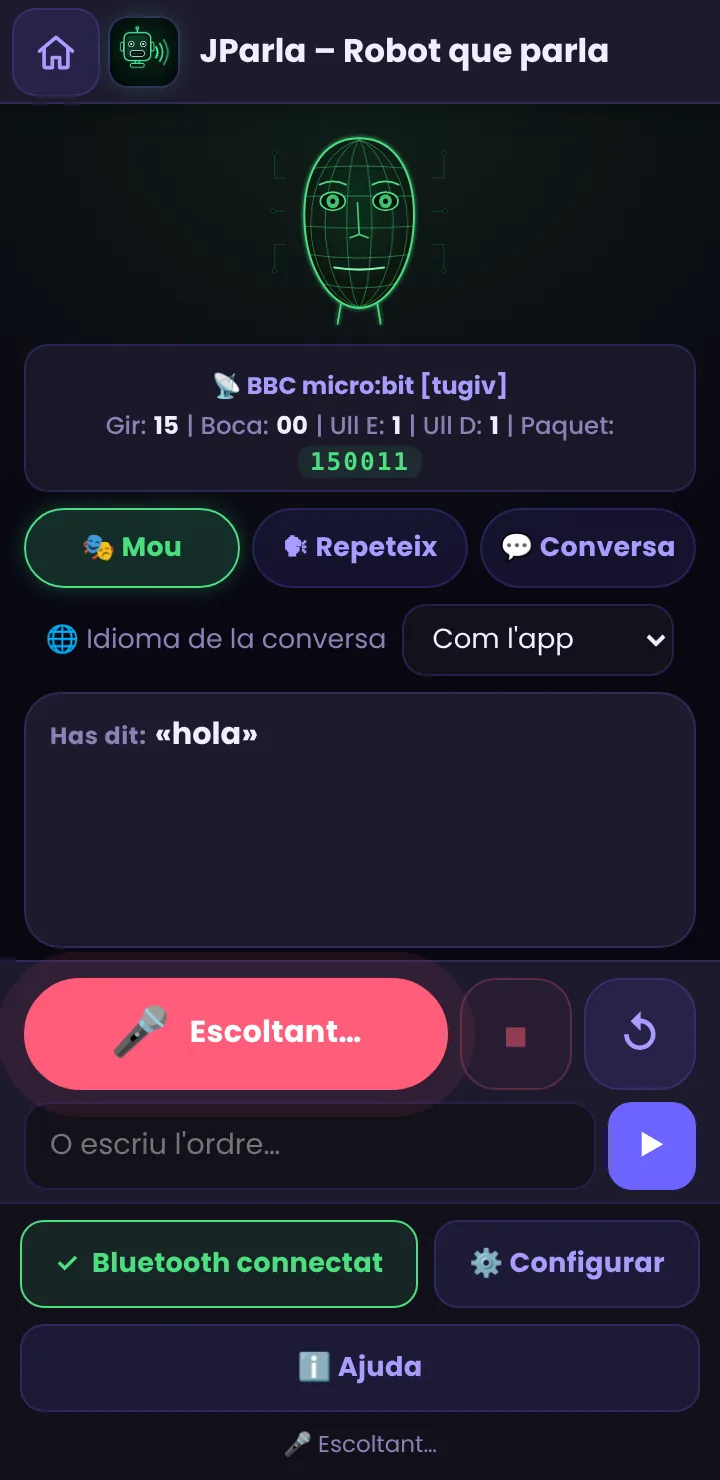 JParla – Robot que parla
📡 BBC micro:bit [tugiv]
Gir: 15 | Boca: 00 | Ull E: 1 | Ull D: 1 | Paquet:
150011
🎭 Mou
🗣 Repeteix
💬 Conversa
🌐 Idioma de la conversa
Com l'app
Has dit: «hola»
🎤 Escoltant…
O escriu l'ordre…
✓ Bluetooth connectat
⚙️ Configurar
ℹ️ Ajuda
🎤 Escoltant…